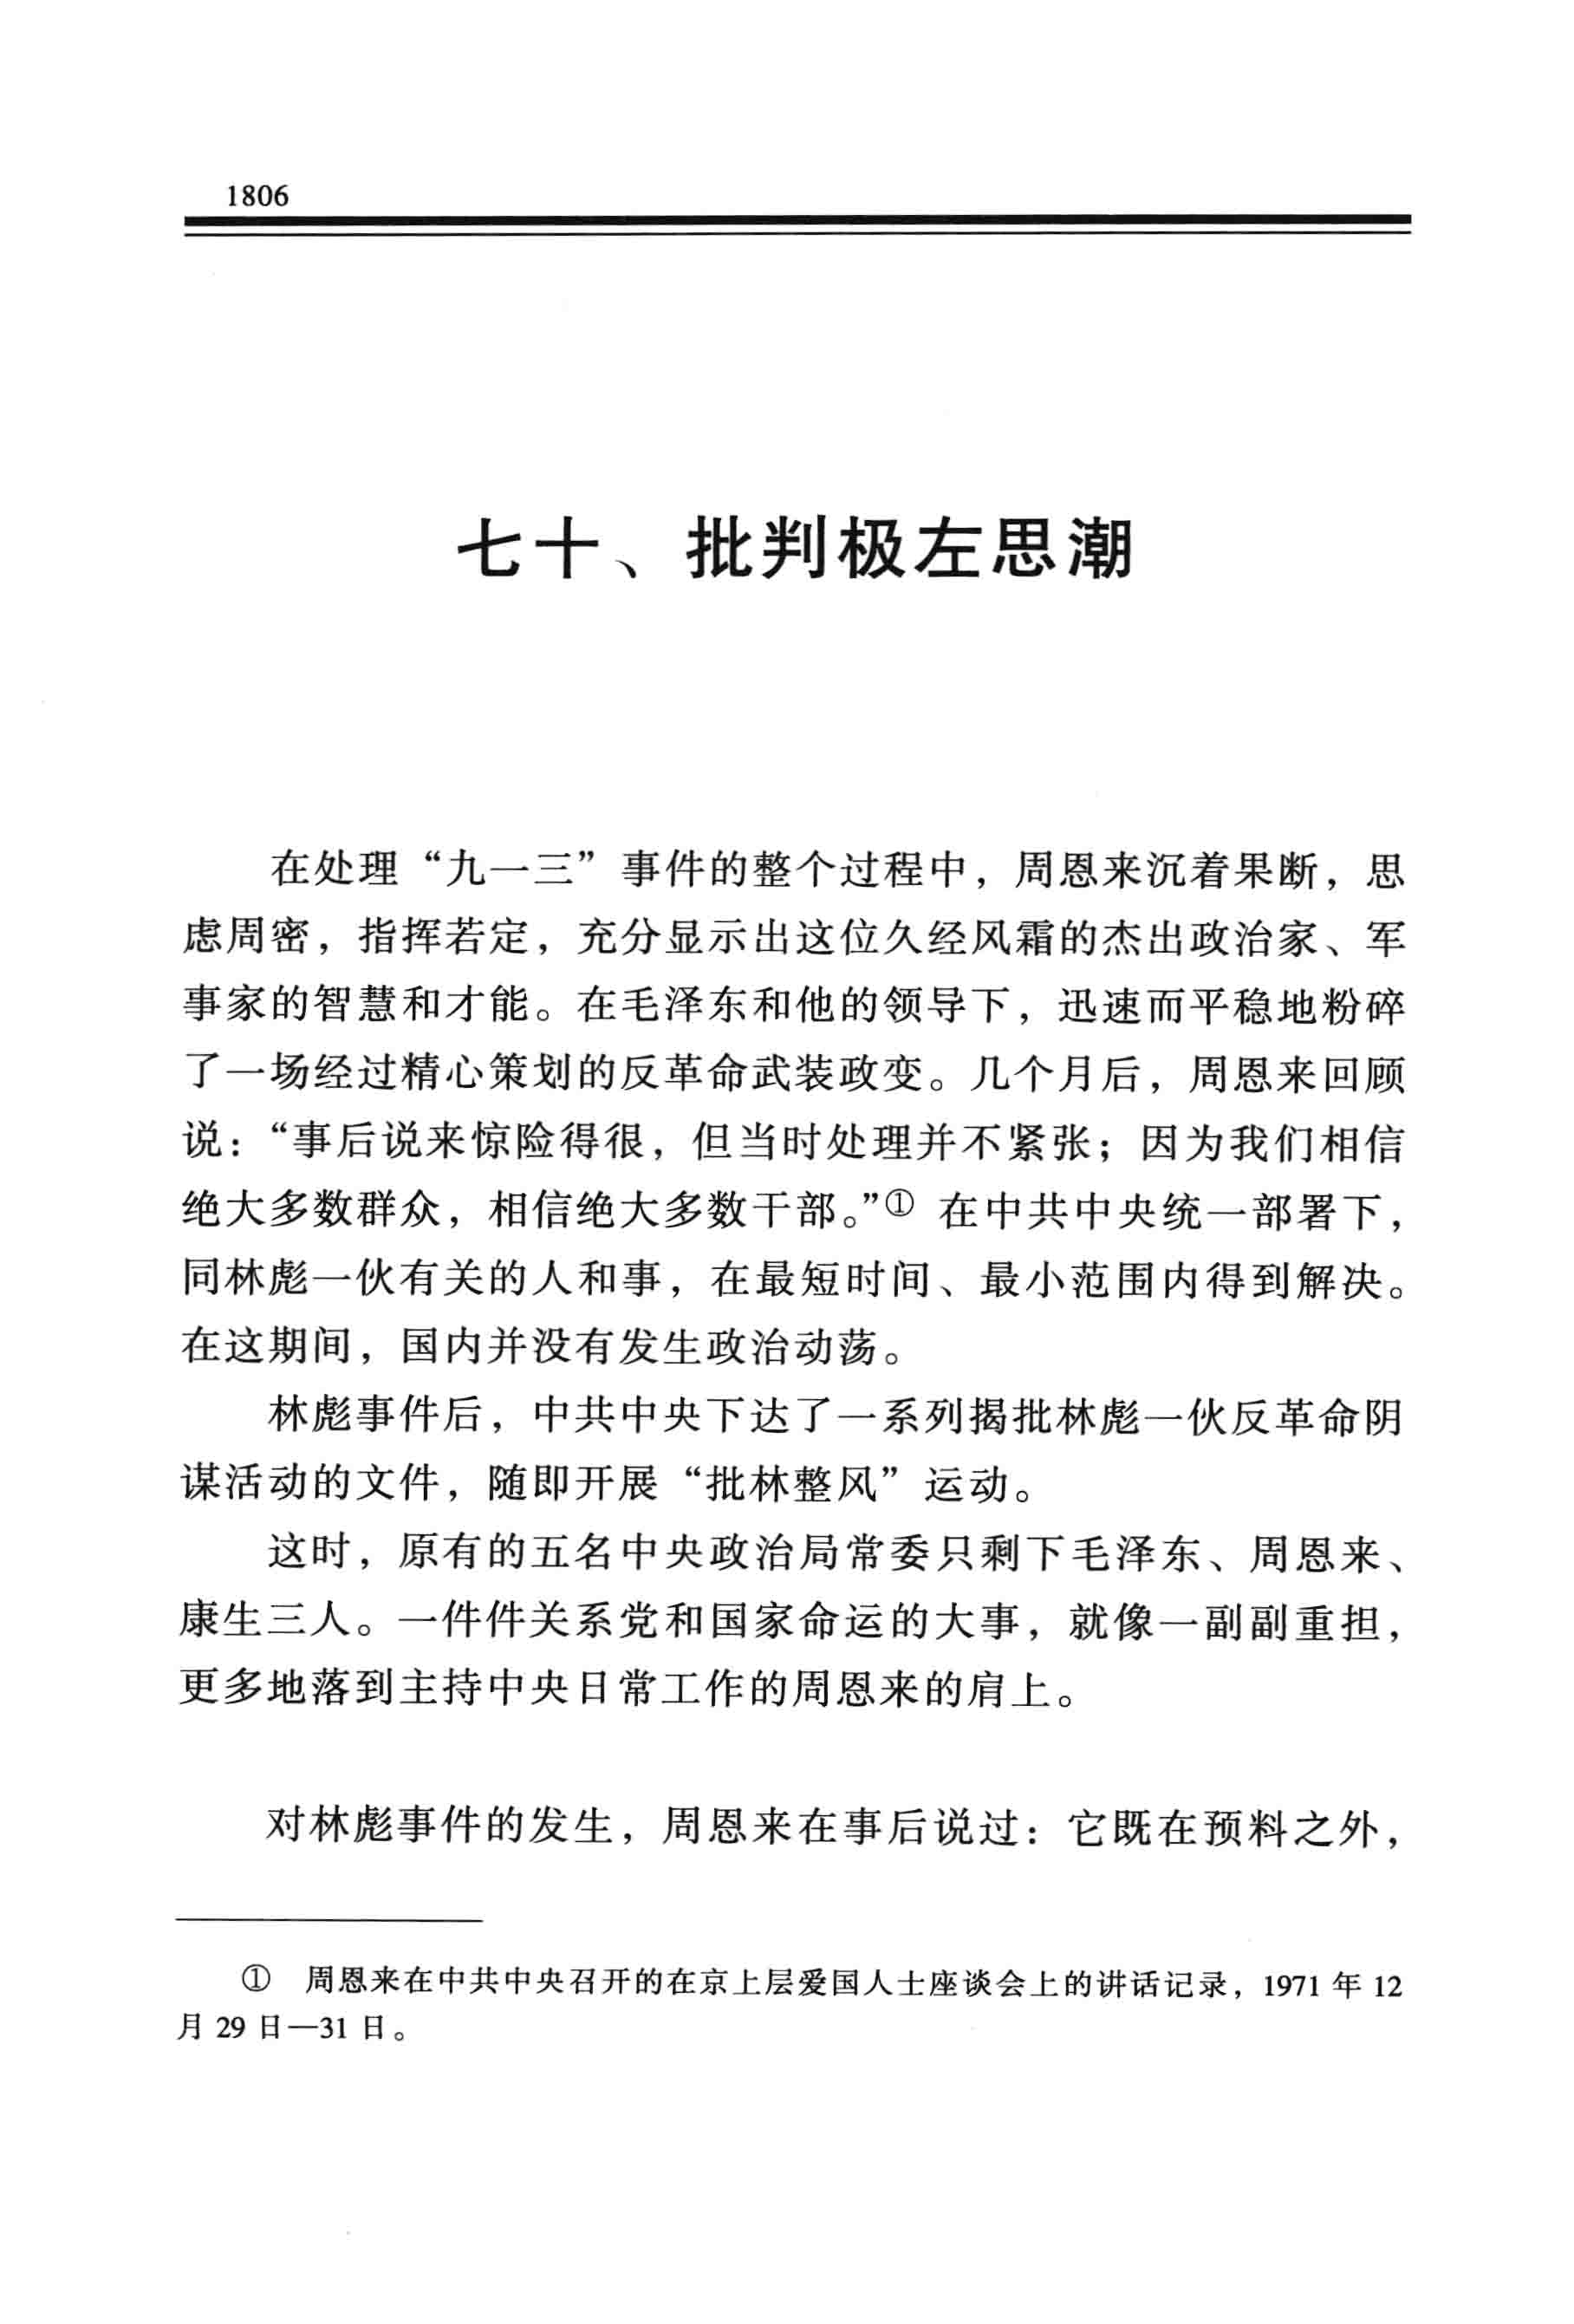 1806
七十、批判极左思潮
在处理“九一三”事件的整个过程中，周恩来沉着果断，思
虑周密，指挥若定，充分显示出这位久经风霜的杰出政治家、军
事家的智慧和才能。在毛泽东和他的领导下，迅速而平稳地粉碎
了一场经过精心策划的反革命武装政变。几个月后，周恩来回顾
说：“事后说来惊险得很，但当时处理并不紧张；因为我们相信
绝大多数群众，相信绝大多数干部。”① 在中共中央统一部署下，
同林彪一伙有关的人和事，在最短时间、最小范围内得到解决。
在这期间，国内并没有发生政治动荡。
林彪事件后，中共中央下达了一系列揭批林彪一伙反革命阴
谋活动的文件，随即开展“批林整风”运动。
这时，原有的五名中央政治局常委只剩下毛泽东、周恩来、
康生三人。一件件关系党和国家命运的大事，就像一副副重担，
更多地落到主持中央日常工作的周恩来的肩上。
对林彪事件的发生，周恩来在事后说过：它既在预料之外，
① 周恩来在中共中央召开的在京上层爱国人士座谈会上的讲话记录，1971 年 12
月 29 日—31 日。